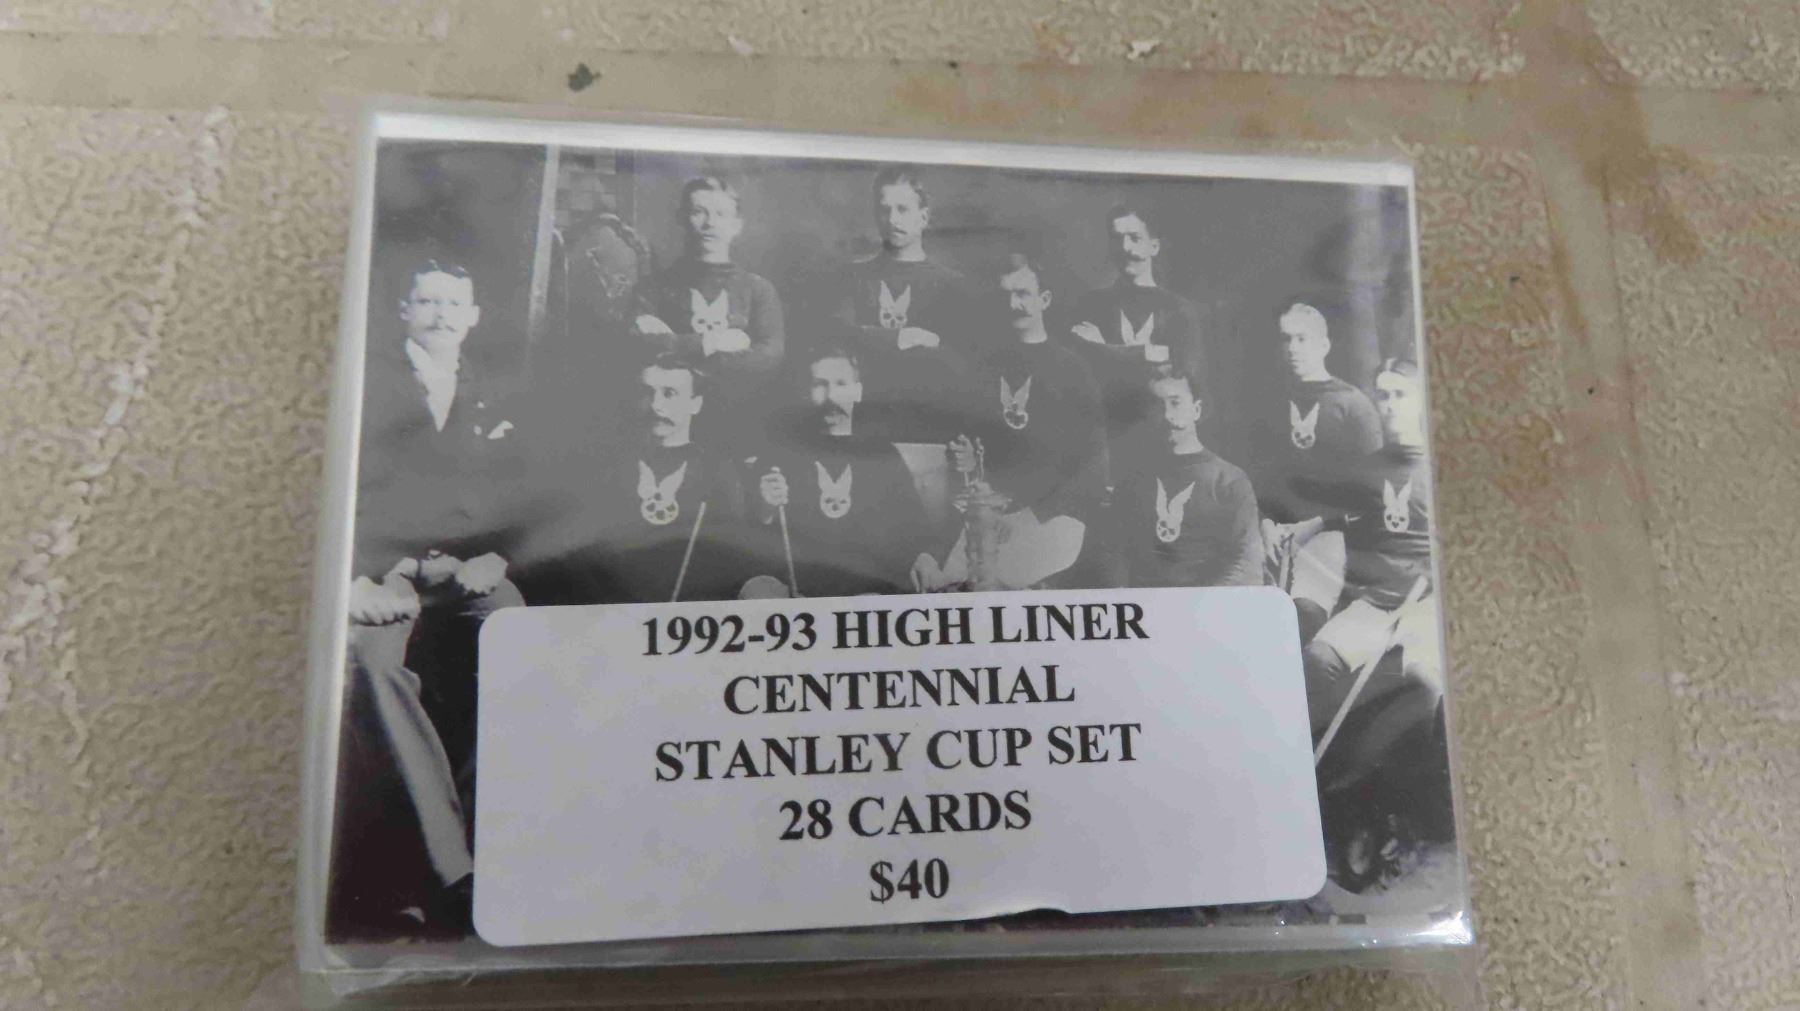 1992-93 HIGH LINER
CENTENNIAL
STANLEY CUP SET
28 CARDS
$40